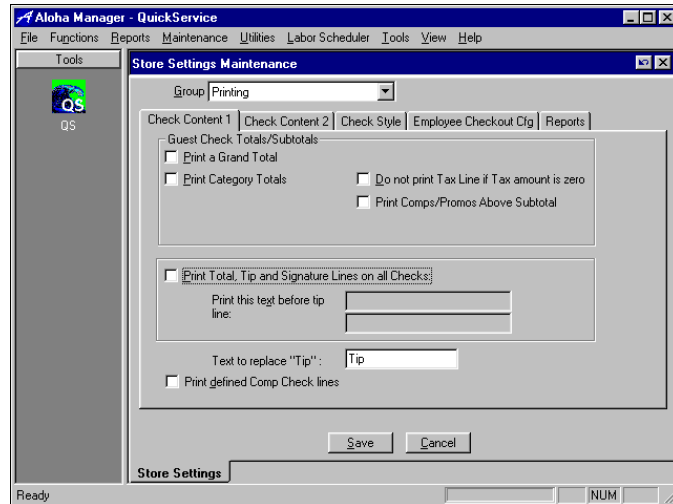 Aloha Manager - QuickService
File Functions Reports Maintenance Utilities Labor Scheduler Tools View Help
Tools
Store Settings Maintenance
QS
QS
Group Printing
Check Content 1 Check Content 2 Check Style Employee Checkout Cfg Reports
Guest Check Totals/Subtotals
Print a Grand Total
Print Category Totals Do not print Tax Line if Tax amount is zero
Print Comps/Promos Above Subtotal
Print Total, Tip and Signature Lines on all Checks:
Print this text before tip
line:
Text to replace "Tip" : Tip
Print defined Comp Check lines
Save Cancel
Store Settings
Ready NUM